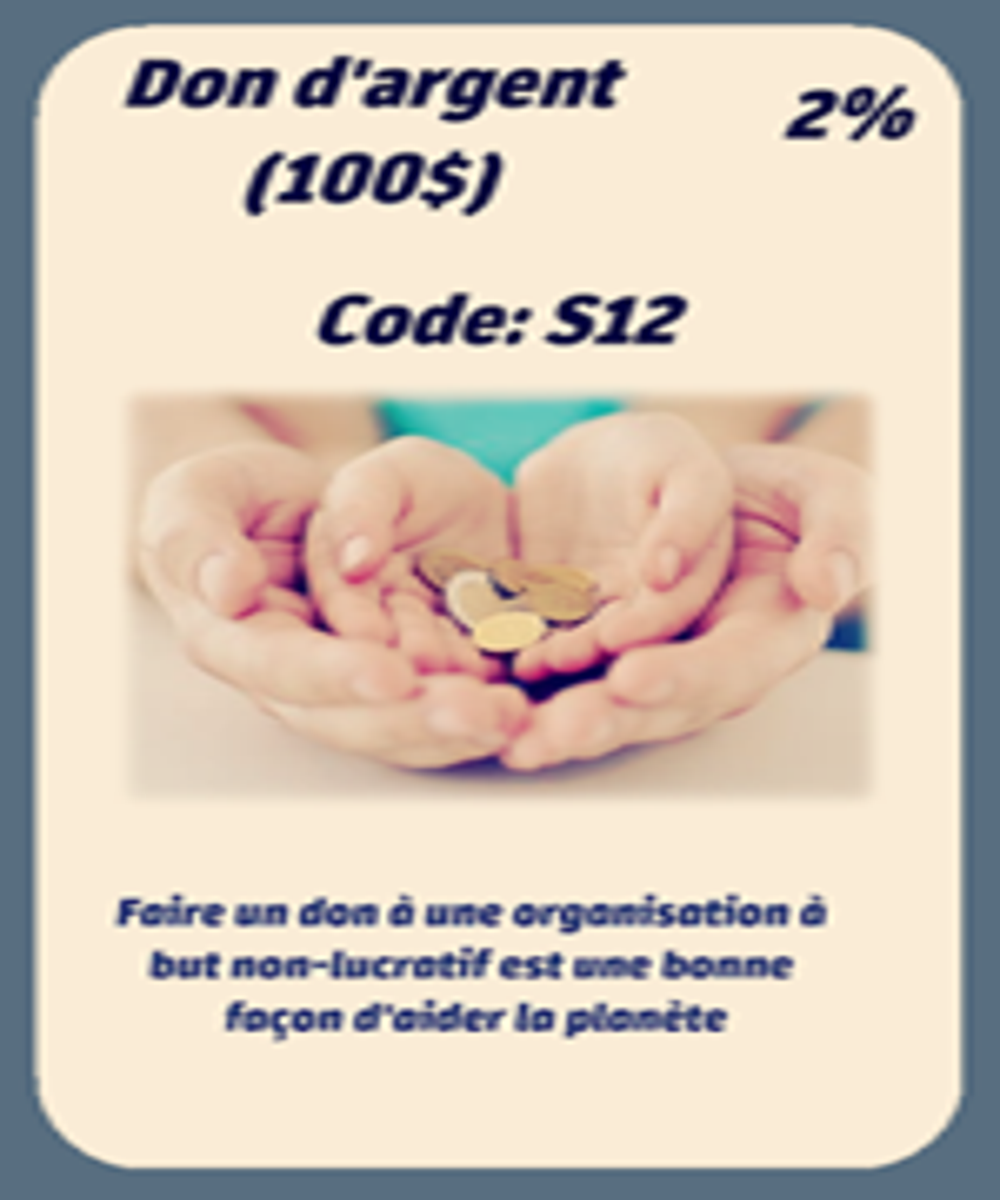 Don d'argent
(100$)
2%
Code: S12
Faire un don à une organisation à
but non-lucratif est une bonne
façon d'aider la planète